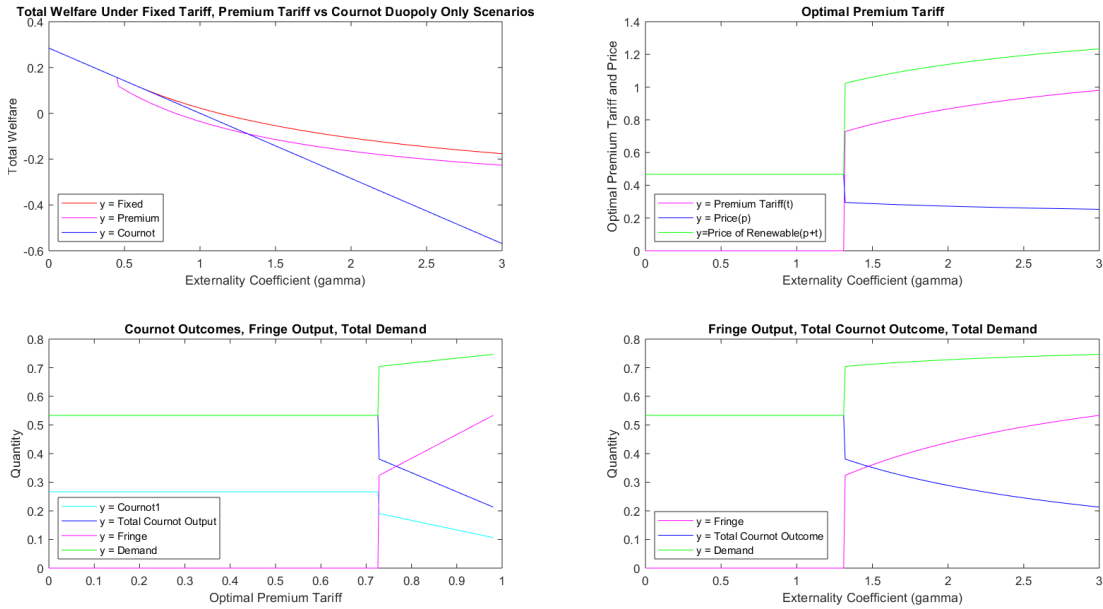 Total Welfare Under Fixed Tariff, Premium Tariff vs Cournot Duopoly Only Scenarios
0.4
0.2
0
-0.2
-0.4
-0.6
Total Welfare
y = Fixed
y = Premium
y = Cournot
0 0.5 1 1.5 2 2.5 3
Externality Coefficient (gamma)
Optimal Premium Tariff
1.4
1.2
1
0.8
0.6
0.4
0.2
0
Optimal Premium Tariff and Price
y = Premium Tariff(t)
y = Price(p)
y=Price of Renewable(p+t)
0 0.5 1 1.5 2 2.5 3
Externality Coefficient (gamma)
Cournot Outcomes, Fringe Output, Total Demand
0.8
0.7
0.6
0.5
0.4
0.3
0.2
0.1
0
Quantity
y = Cournot1
y = Total Cournot Output
y = Fringe
y = Demand
0 0.1 0.2 0.3 0.4 0.5 0.6 0.7 0.8 0.9 1
Optimal Premium Tariff
Fringe Output, Total Cournot Outcome, Total Demand
0.8
0.7
0.6
0.5
0.4
0.3
0.2
0.1
0
Quantity
y = Fringe
y = Total Cournot Outcome
y = Demand
0 0.5 1 1.5 2 2.5 3
Externality Coefficient (gamma)